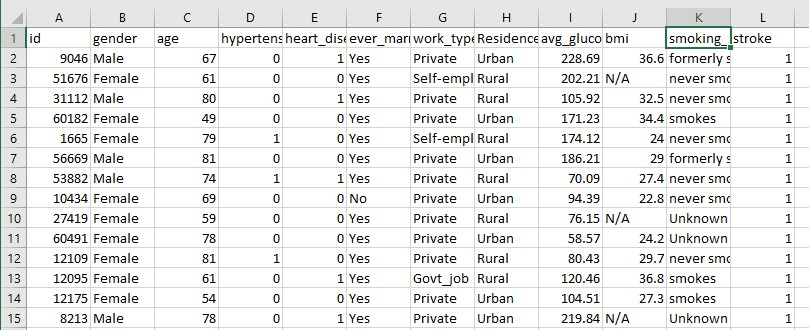 A B C D E F G H I J K L
1 id gender age hypertens heart_dise ever_marr work_type Residence avg_gluco bmi smoking_ stroke
2 9046 Male 67 0 1 Yes Private Urban 228.69 36.6 formerly s 1
3 51676 Female 61 0 0 Yes Self-empl Rural 202.21 N/A never smo 1
4 31112 Male 80 0 1 Yes Private Rural 105.92 32.5 never smo 1
5 60182 Female 49 0 0 Yes Private Urban 171.23 34.4 smokes 1
6 1665 Female 79 1 0 Yes Self-empl Rural 174.12 24 never smo 1
7 56669 Male 81 0 0 Yes Private Urban 186.21 29 formerly s 1
8 53882 Male 74 1 1 Yes Private Rural 70.09 27.4 never smo 1
9 10434 Female 69 0 0 No Private Urban 94.39 22.8 never smo 1
10 27419 Female 59 0 0 Yes Private Rural 76.15 N/A Unknown 1
11 60491 Female 78 0 0 Yes Private Urban 58.57 24.2 Unknown 1
12 12109 Female 81 1 0 Yes Private Rural 80.43 29.7 never smo 1
13 12095 Female 61 0 1 Yes Govt_job Rural 120.46 36.8 smokes 1
14 12175 Female 54 0 0 Yes Private Urban 104.51 27.3 smokes 1
15 8213 Male 78 0 1 Yes Private Urban 219.84 N/A Unknown 1